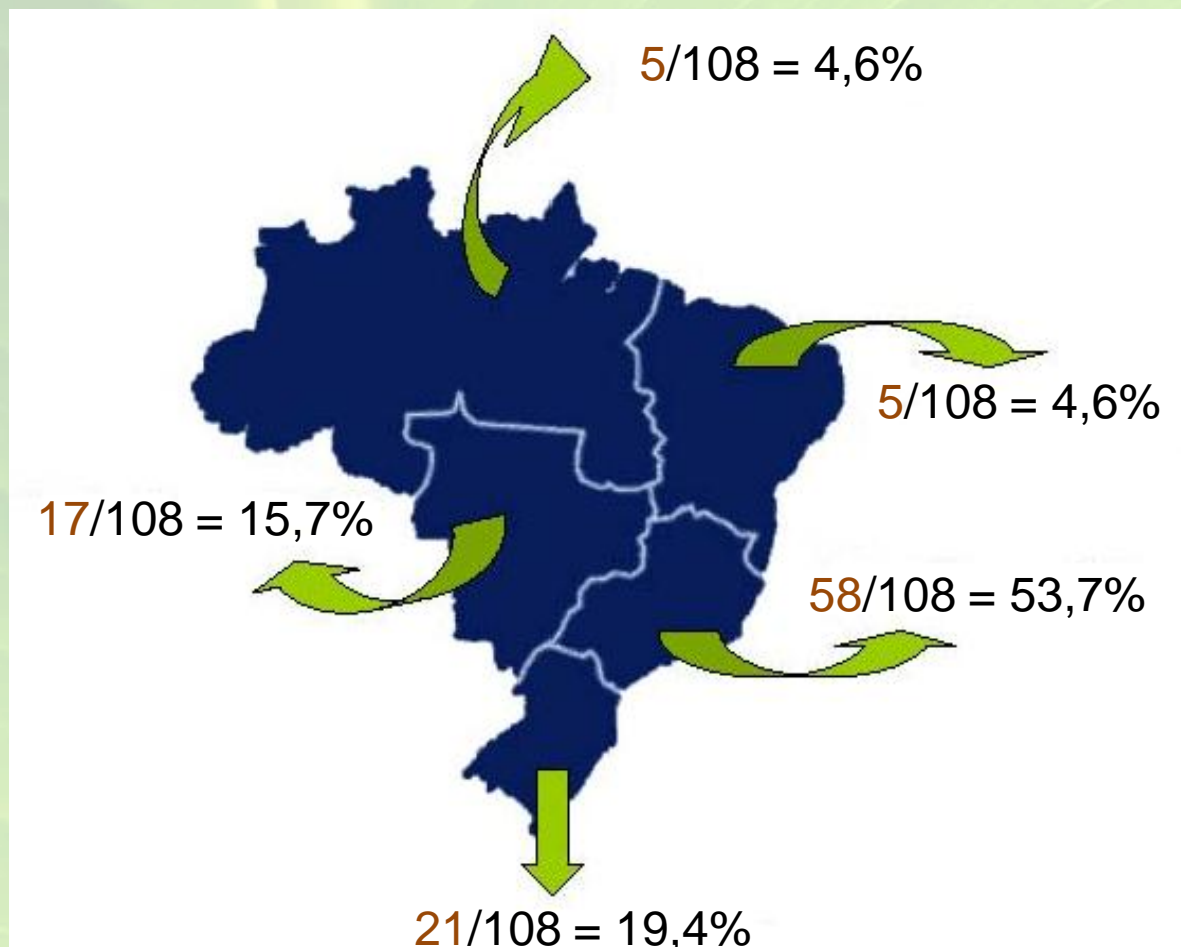 5/108 = 4,6%
5/108 = 4,6%
17/108 = 15,7%
58/108 = 53,7%
21/108 = 19,4%